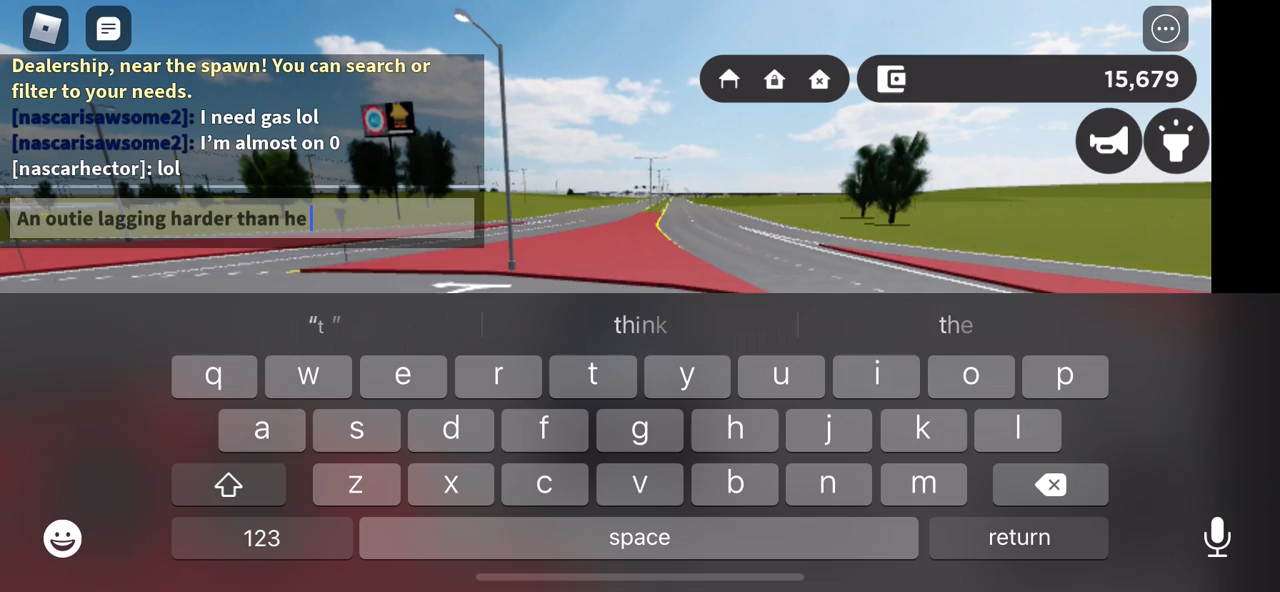 Dealership, near the spawn! You can search or
filter to your needs.
[nascarisawsome2]: I need gas lol
[nascarisawsome2]: I’m almost on 0
[nascarhector]: lol
An outie lagging harder than he
15,679
“t ” think the
q w e r t y u i o p
a s d f g h j k l
z x c v b n m
123 space return